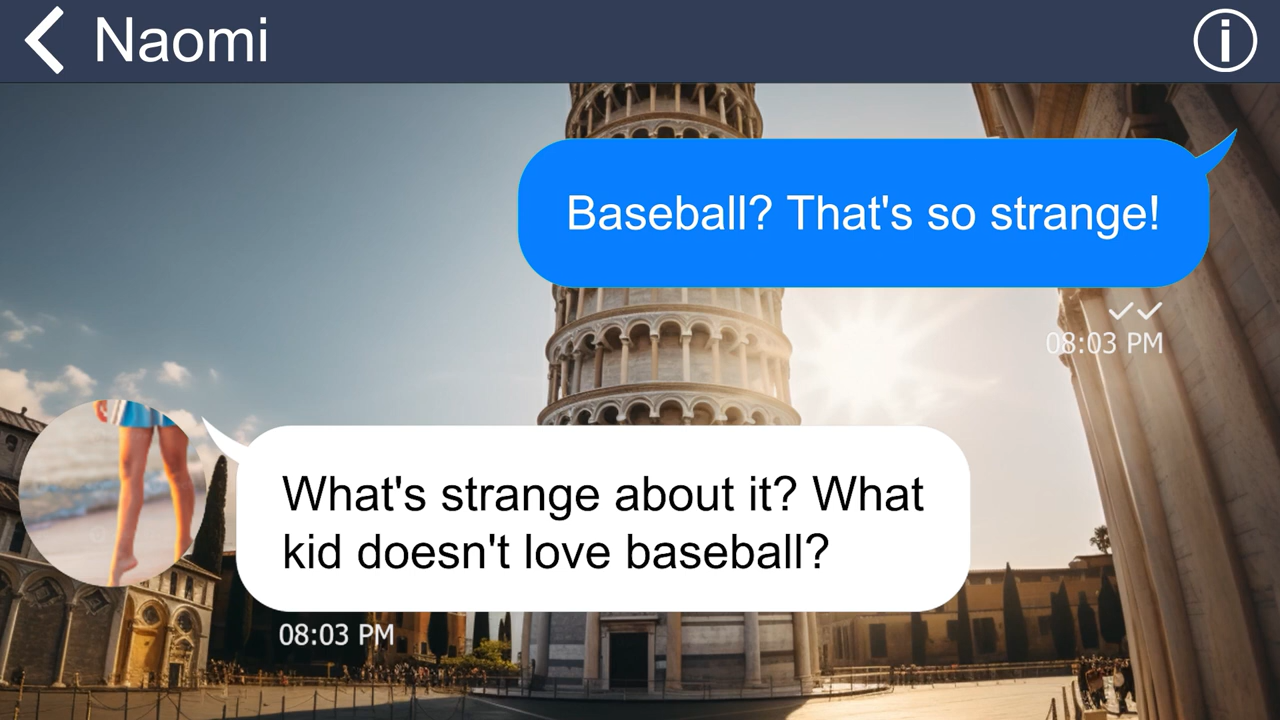 Naomi
Baseball? That's so strange!
08:03 PM
What's strange about it? What
kid doesn't love baseball?
08:03 PM